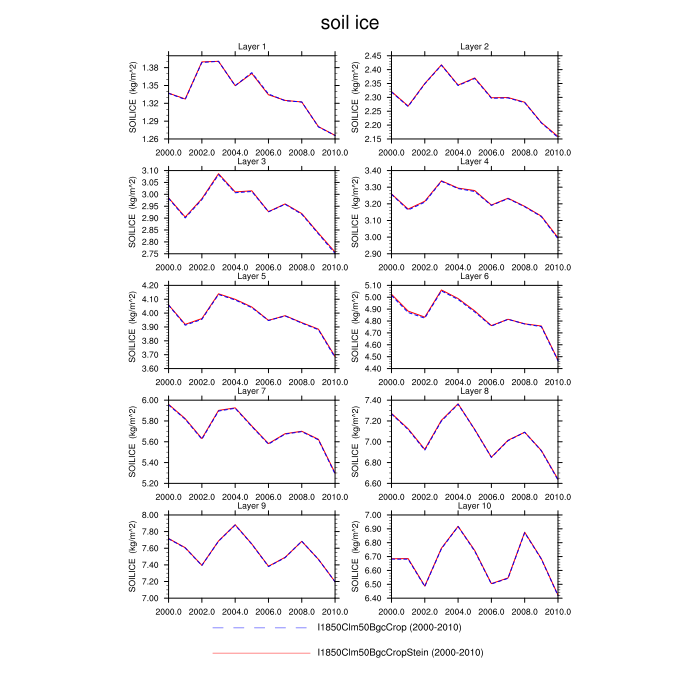 soil ice
Layer 1
SOILICE (kg/m^2)
1.38
1.35
1.32
1.29
1.26
2000.0 2002.0 2004.0 2006.0 2008.0 2010.0
Layer 2
SOILICE (kg/m^2)
2.45
2.40
2.35
2.30
2.25
2.20
2.15
2000.0 2002.0 2004.0 2006.0 2008.0 2010.0
Layer 3
SOILICE (kg/m^2)
3.10
3.05
3.00
2.95
2.90
2.85
2.80
2.75
2000.0 2002.0 2004.0 2006.0 2008.0 2010.0
Layer 4
SOILICE (kg/m^2)
3.40
3.30
3.20
3.10
3.00
2.90
2000.0 2002.0 2004.0 2006.0 2008.0 2010.0
Layer 5
SOILICE (kg/m^2)
4.20
4.10
4.00
3.90
3.80
3.70
3.60
2000.0 2002.0 2004.0 2006.0 2008.0 2010.0
Layer 6
SOILICE (kg/m^2)
5.10
5.00
4.90
4.80
4.70
4.60
4.50
4.40
2000.0 2002.0 2004.0 2006.0 2008.0 2010.0
Layer 7
SOILICE (kg/m^2)
6.00
5.80
5.60
5.40
5.20
2000.0 2002.0 2004.0 2006.0 2008.0 2010.0
Layer 8
SOILICE (kg/m^2)
7.40
7.20
7.00
6.80
6.60
2000.0 2002.0 2004.0 2006.0 2008.0 2010.0
Layer 9
SOILICE (kg/m^2)
8.00
7.80
7.60
7.40
7.20
7.00
2000.0 2002.0 2004.0 2006.0 2008.0 2010.0
Layer 10
SOILICE (kg/m^2)
7.00
6.90
6.80
6.70
6.60
6.50
6.40
2000.0 2002.0 2004.0 2006.0 2008.0 2010.0
I1850Clm50BgcCrop (2000-2010)
I1850Clm50BgcCropStein (2000-2010)